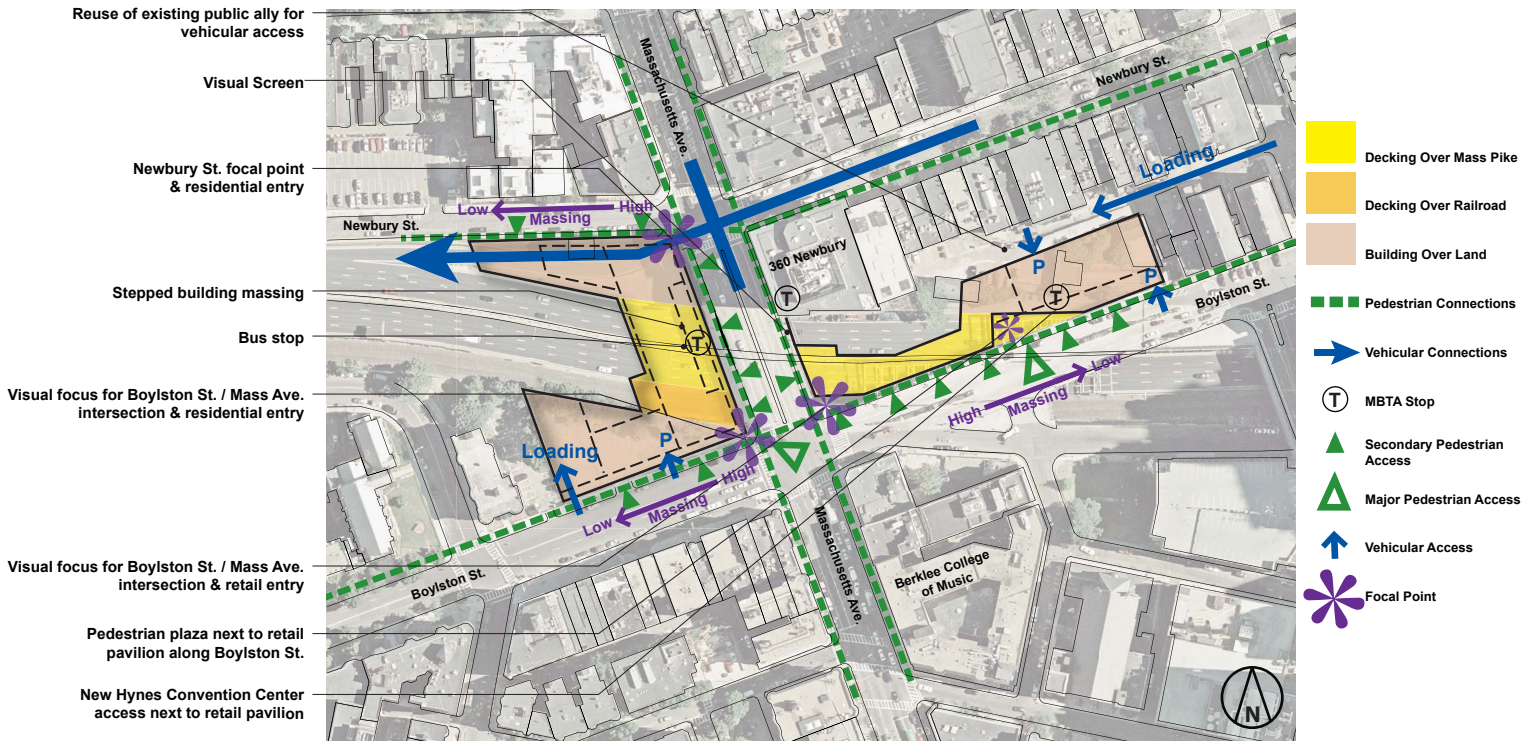 Reuse of existing public ally for
vehicular access
Visual Screen
Newbury St. focal point
& residential entry
Stepped building massing
Bus stop
Visual focus for Boylston St. / Mass Ave.
intersection & residential entry
Visual focus for Boylston St. / Mass Ave.
intersection & retail entry
Pedestrian plaza next to retail
pavilion along Boylston St.
New Hynes Convention Center
access next to retail pavilion
Massachusetts Ave.
Newbury St.
Loading
Low
Massing
High
Newbury St.
360 Newbury
T
P
T
P
Boylston St.
T
Low
Massing
High
Loading
P
High
Massing
Low
Boylston St.
Massachusetts Ave.
Berklee College
of Music
N
Decking Over Mass Pike
Decking Over Railroad
Building Over Land
Pedestrian Connections
Vehicular Connections
T
MBTA Stop
Secondary Pedestrian
Access
Major Pedestrian Access
Vehicular Access
Focal Point